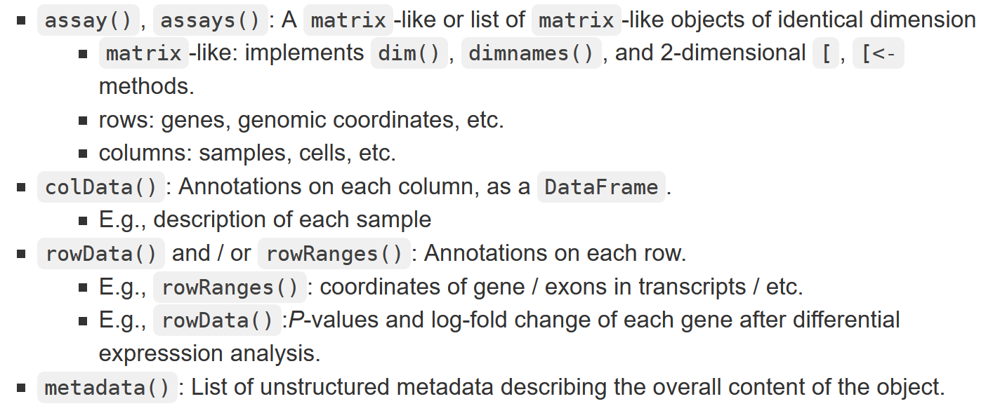 ▪ assay(), assays(): A matrix-like or list of matrix-like objects of identical dimension
▪ matrix-like: implements dim(), dimnames(), and 2-dimensional [, [<-
methods.
▪ rows: genes, genomic coordinates, etc.
▪ columns: samples, cells, etc.
▪ colData(): Annotations on each column, as a DataFrame.
▪ E.g., description of each sample
▪ rowData() and / or rowRanges(): Annotations on each row.
▪ E.g., rowRanges(): coordinates of gene / exons in transcripts / etc.
▪ E.g., rowData():P-values and log-fold change of each gene after differential
expresssion analysis.
▪ metadata(): List of unstructured metadata describing the overall content of the object.